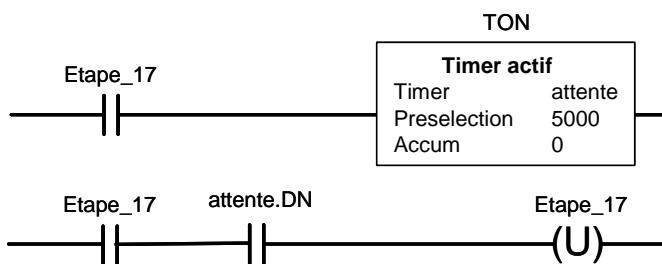 TON
Etape_17
Timer actif
Timer attente
Preselection 5000
Accum 0
Etape_17 attente.DN Etape_17
(U)